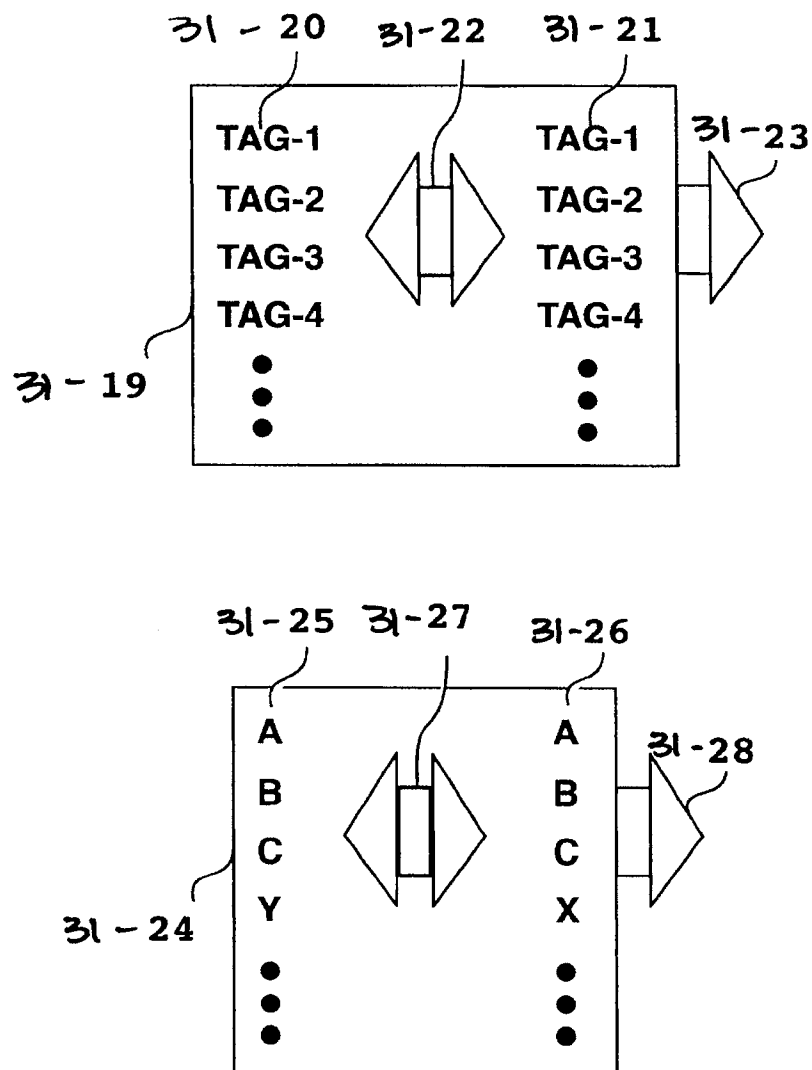 31-20 31-22 31-21
31-23
TAG-1 TAG-1
TAG-2 TAG-2
TAG-3 TAG-3
TAG-4 TAG-4
31-19
31-25 31-27 31-26
A A
31-28
B B
C C
Y X
31-24